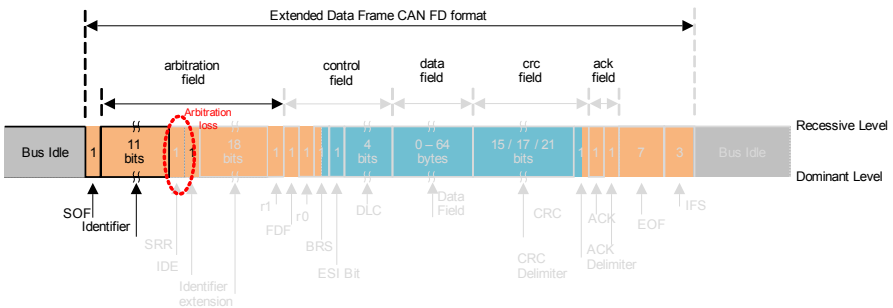 Extended Data Frame CAN FD format
arbitration
field
control
field
data
field
crc
field
ack
field
Arbitration
loss
Recessive Level
Bus Idle
1
11
bits
1
1
18
bits
1
1
1
1
1
4
bits
0 – 64
bytes
15 / 17 / 21
bits
1
1
1
7
3
Bus Idle
Dominant Level
SOF
Identifier
SRR
IDE
Identifier
extension
r1
FDF
r0
BRS
ESI Bit
DLC
Data
Field
CRC
CRC
Delimiter
ACK
ACK
Delimiter
EOF
IFS